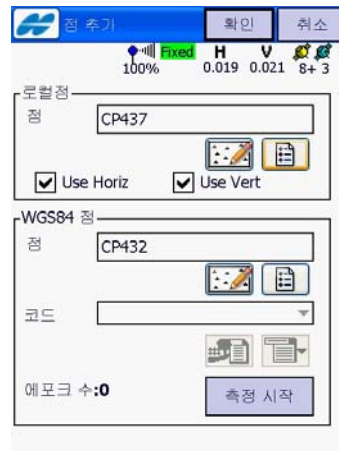 점 추가 확인 취소
Fixed H V
100% 0.019 0.021 8+ 3
로컬점
점 CP437
Use Horiz Use Vert
WGS84 점
점 CP432
코드
에포크 수:0 측정 시작